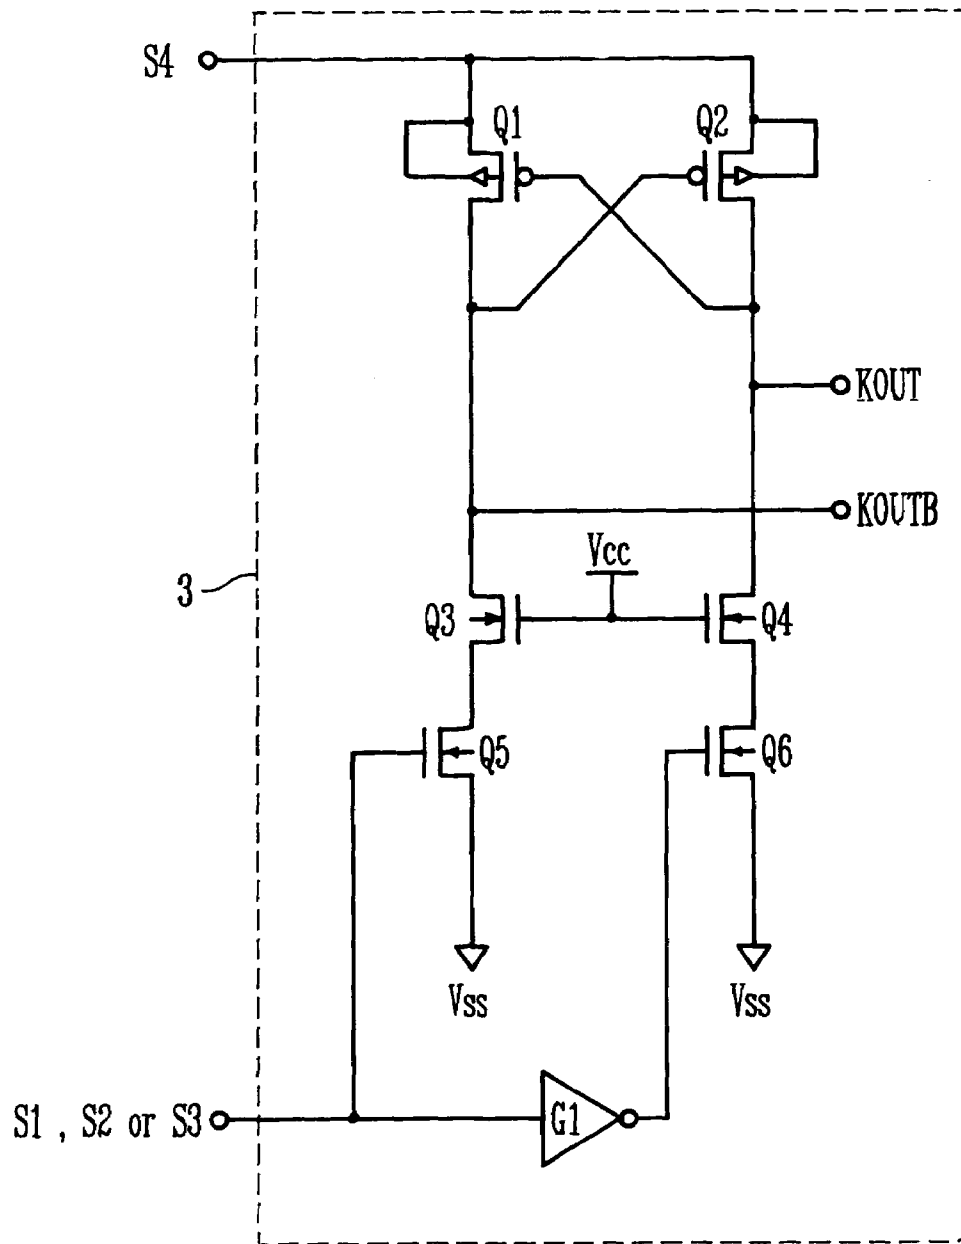 S4
Q1
Q2
KOUT
KOUTB
Vcc
3
Q3
Q4
Q5
Q6
Vss
Vss
S1 , S2 or S3
G1